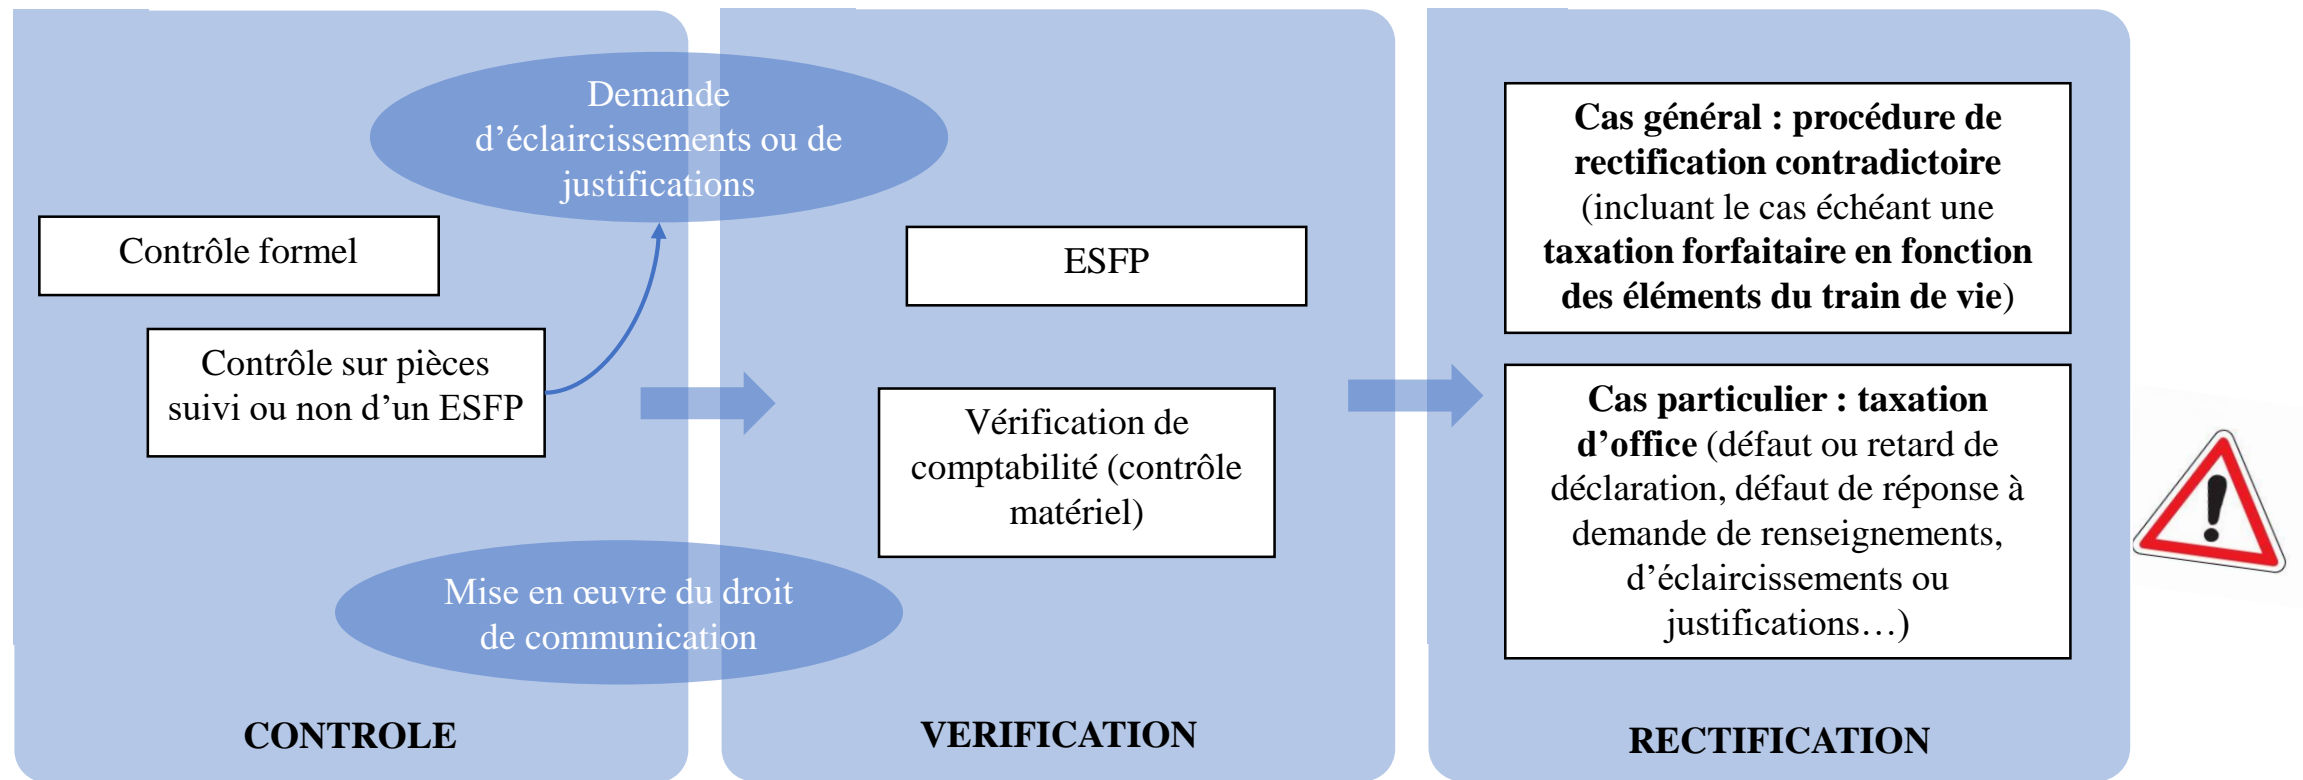 Demande
d’éclaircissements ou de
justifications
Contrôle formel
Contrôle sur pièces
suivi ou non d’un ESFP
Mise en œuvre du droit
de communication
CONTROLE
ESFP
Vérification de
comptabilité (contrôle
matériel)
VERIFICATION
Cas général : procédure de
rectification contradictoire
(incluant le cas échéant une
taxation forfaitaire en fonction
des éléments du train de vie)
Cas particulier : taxation
d’office (défaut ou retard de
déclaration, défaut de réponse à
demande de renseignements,
d’éclaircissements ou
justifications…)
RECTIFICATION